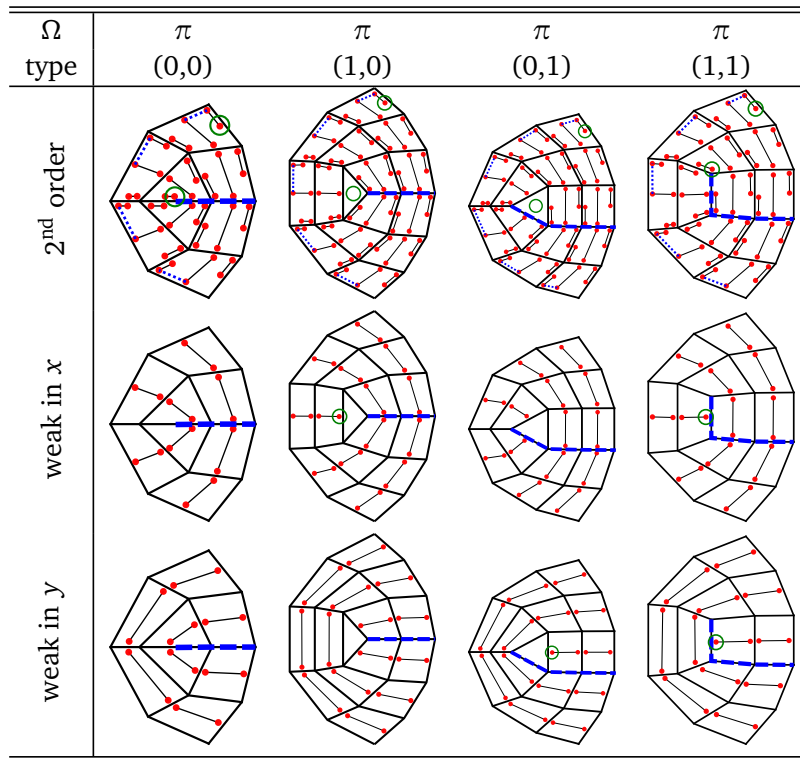 Ω π π π π
type (0,0) (1,0) (0,1) (1,1)
2nd order
weak in x
weak in y